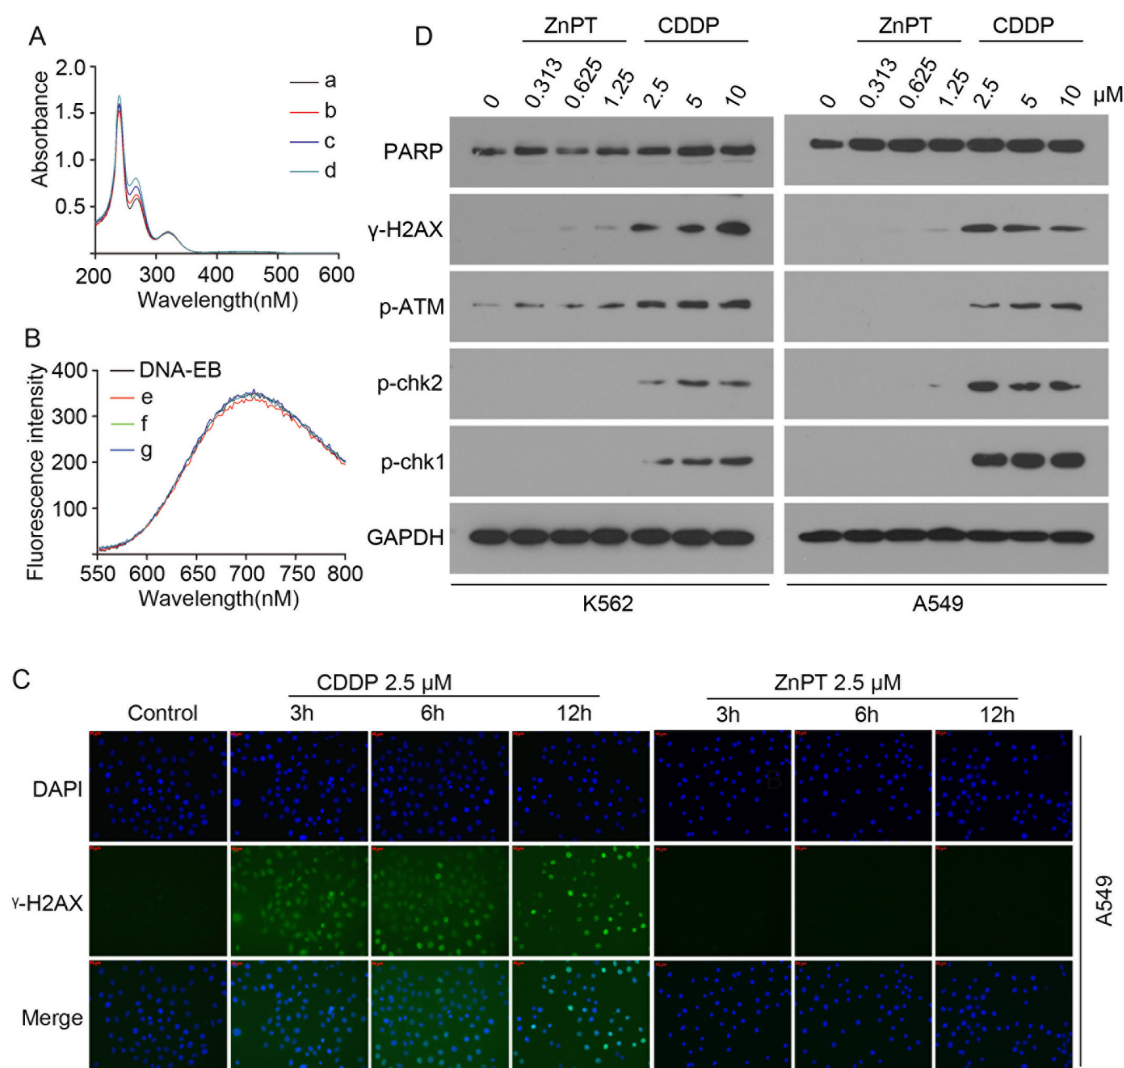 A
2.0
1.5
1.0
0.5
Absorbance
a
b
c
d
200 300 400 500 600
Wavelength(nM)
B
400
300
200
100
Fluorescence intensity
DNA-EB
e
f
g
550 600 650 700 750 800
Wavelength(nM)
D
ZnPT CDDP ZnPT CDDP
0 0.313 0.625 1.25 2.5 5 10 0 0.313 0.625 1.25 2.5 5 10 μM
PARP
γ-H2AX
p-ATM
p-chk2
p-chk1
GAPDH
K562 A549
C
CDDP 2.5 μM ZnPT 2.5 μM
Control 3h 6h 12h 3h 6h 12h
DAPI
B
γ-H2AX
Merge
A549